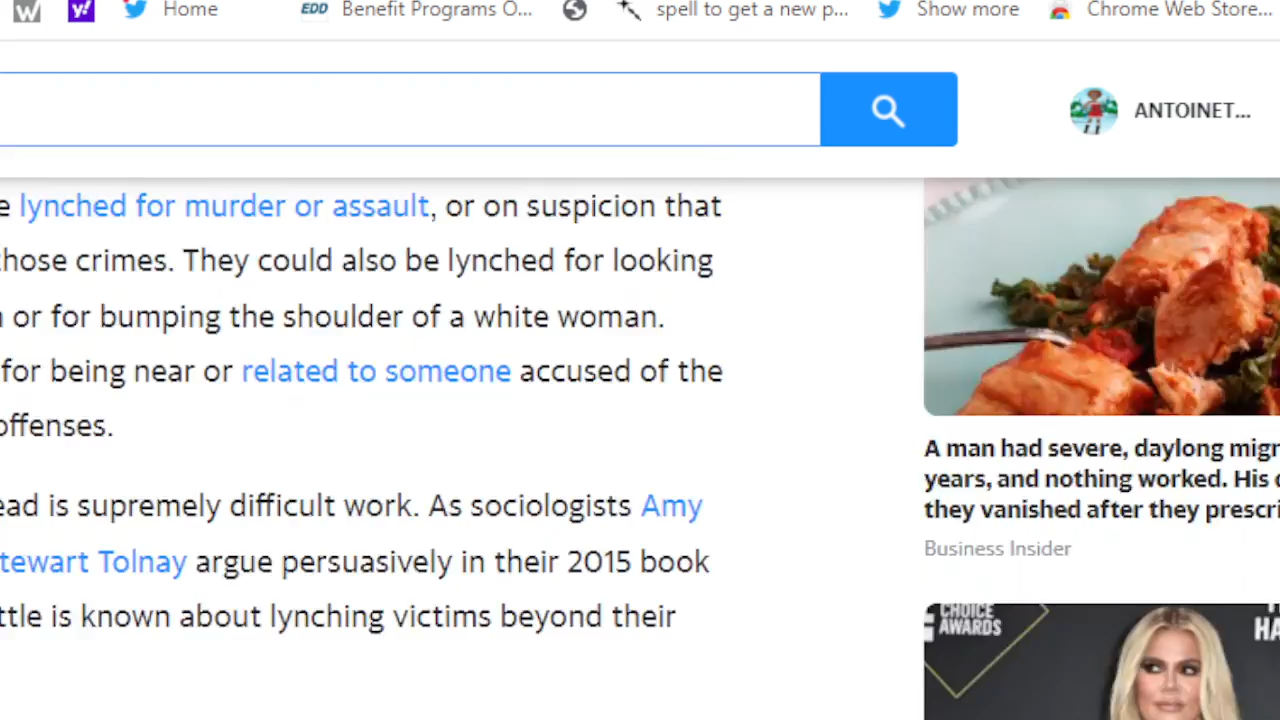 Home
EDD
Benefit Programs O...
spell to get a new p...
Show more
Chrome Web Store...
ANTOINET...
e lynched for murder or assault, or on suspicion that
hose crimes. They could also be lynched for looking
or for bumping the shoulder of a white woman.
for being near or related to someone accused of the
offenses.
ead is supremely difficult work. As sociologists Amy
tewart Tolnay argue persuasively in their 2015 book
ttle is known about lynching victims beyond their
A man had severe, daylong migr
years, and nothing worked. His
they vanished after they prescri
Business Insider
CHOICE
AWARDS
HA